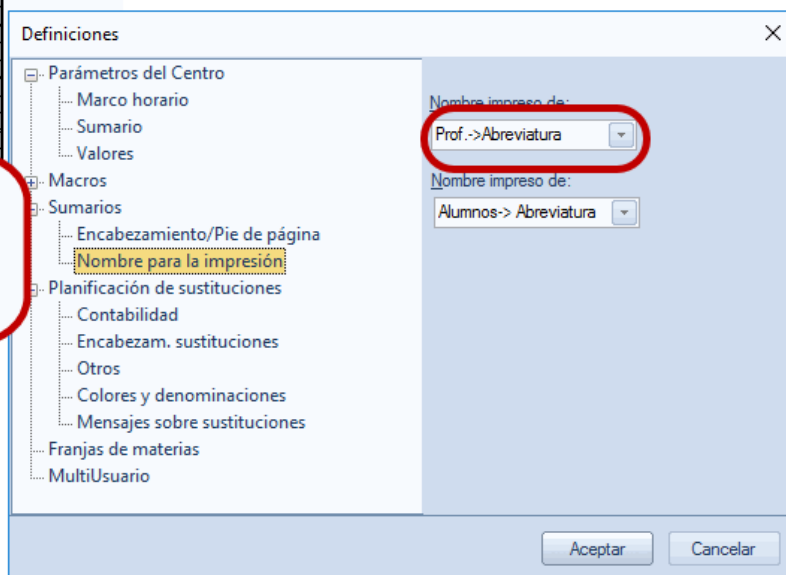 Definiciones
Parámetros del Centro
Marco horario
Sumario
Valores
Macros
Sumarios
Encabezamiento/Pie de página
Nombre para la impresión
Planificación de sustituciones
Contabilidad
Encabezam. sustituciones
Otros
Colores y denominaciones
Mensajes sobre sustituciones
Franjas de materias
MultiUsuario
Nombre impreso de:
Prof.->Abreviatura
Nombre impreso de:
Alumnos-> Abreviatura
Aceptar
Cancelar